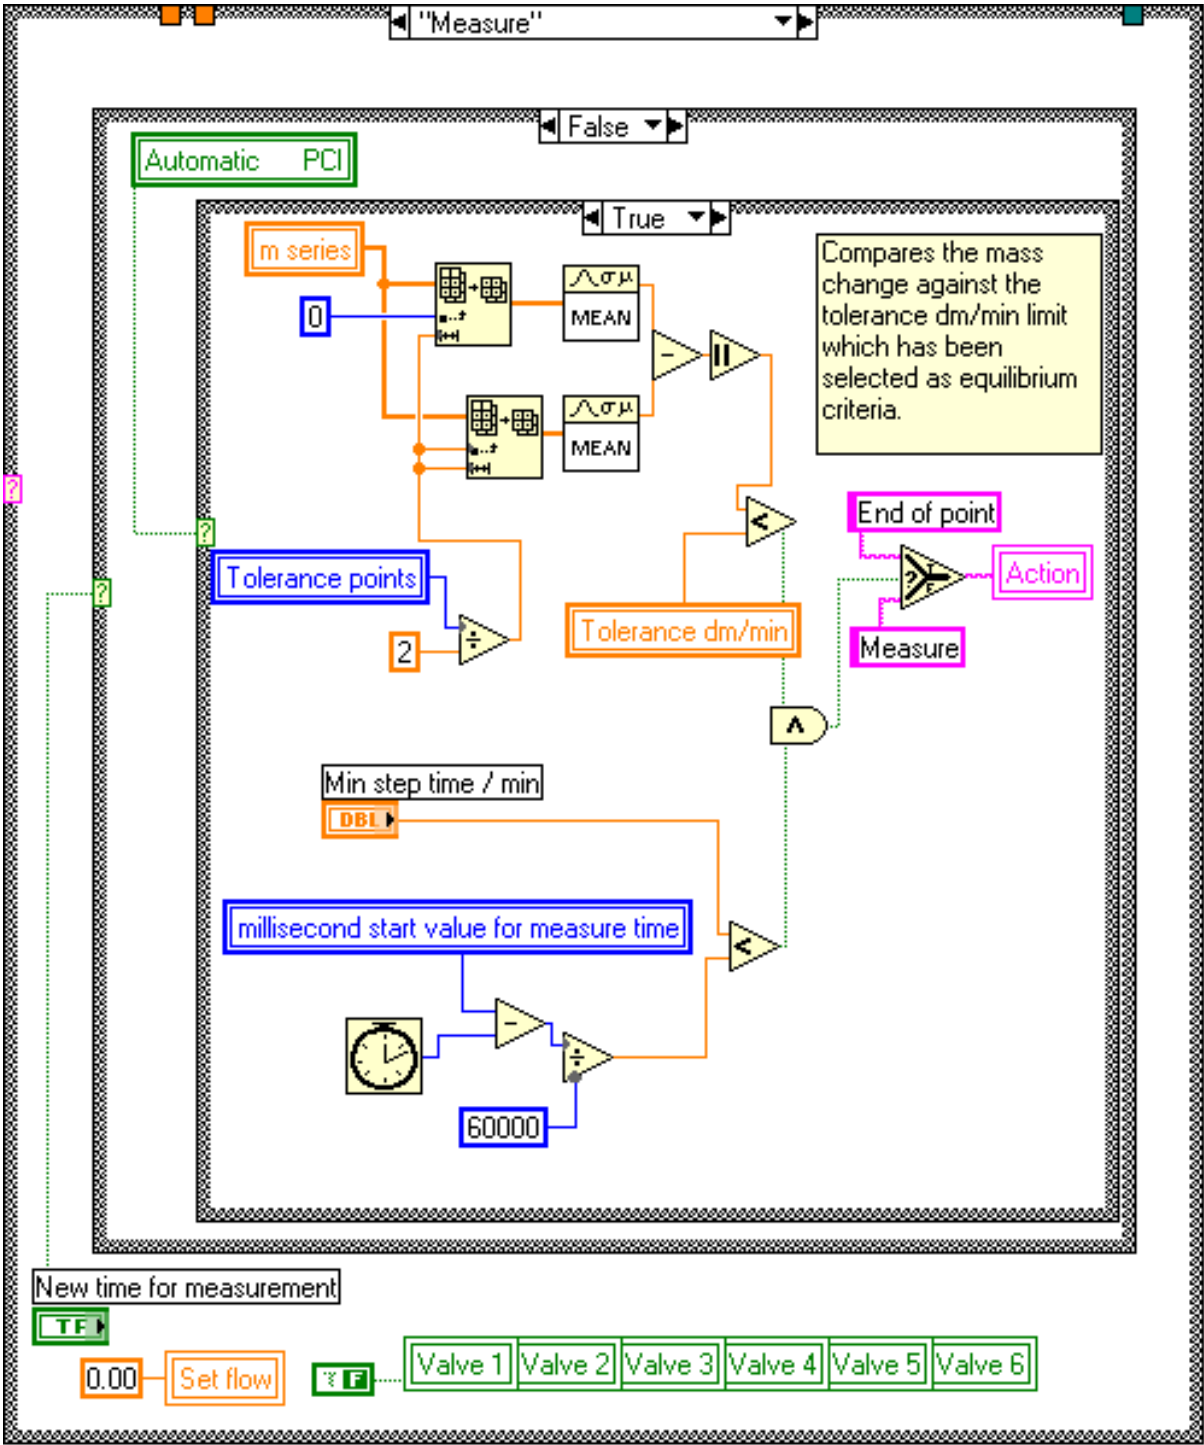 "Measure"
False
Automatic PCI
True
m series
Compares the mass
change against the
tolerance dm/min limit
which has been
selected as equilibrium
criteria.
0
MEAN
MEAN
End of point
Tolerance points
Action
2
Tolerance dm/min
Measure
Min step time / min
DBL
millisecond start value for measure time
60000
New time for measurement
TF
0.00
Set flow
F
Valve 1
Valve 2
Valve 3
Valve 4
Valve 5
Valve 6